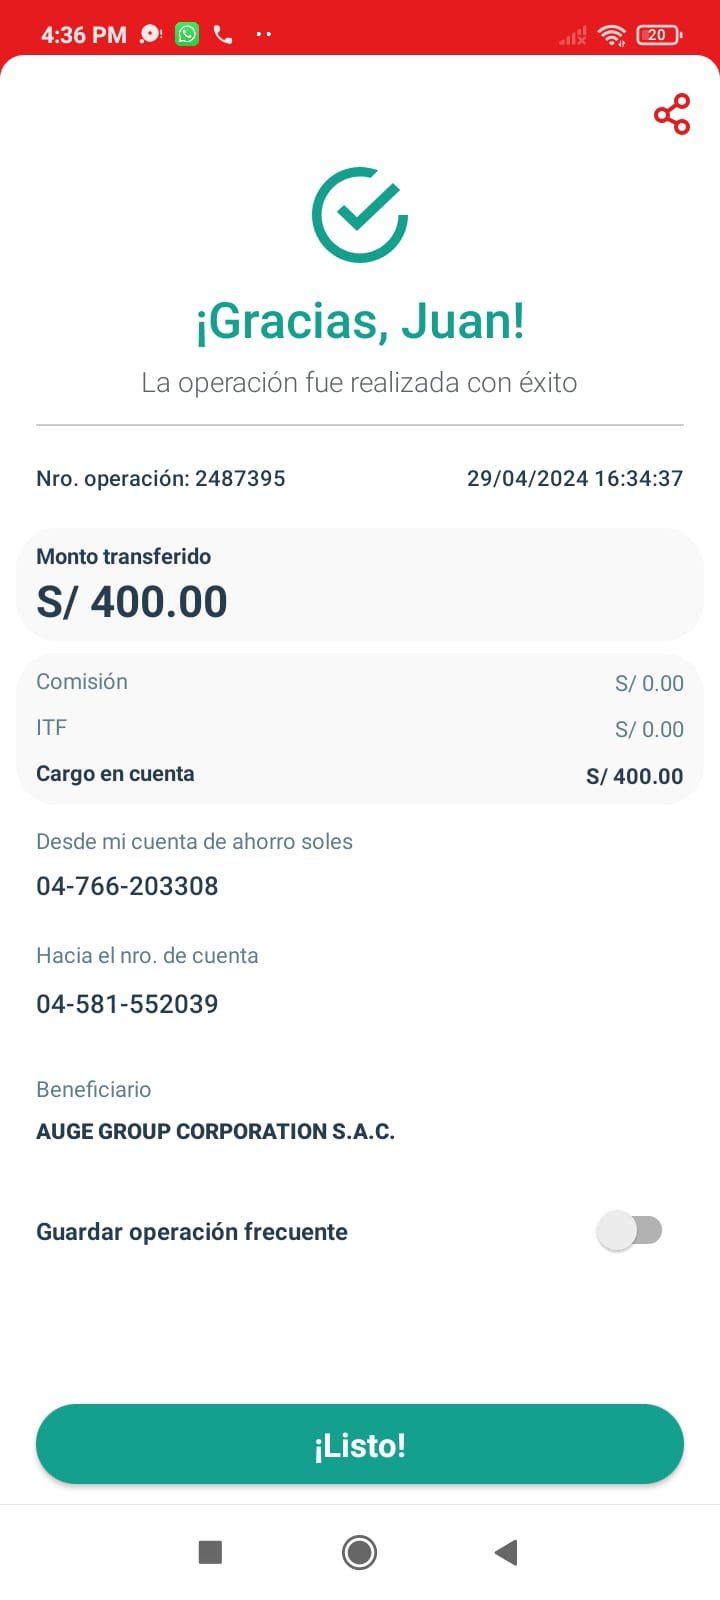 4:36 PM
20
¡Gracias, Juan!
La operación fue realizada con éxito
Nro. operación: 2487395 29/04/2024 16:34:37
Monto transferido
S/ 400.00
Comisión S/ 0.00
ITF S/ 0.00
Cargo en cuenta S/ 400.00
Desde mi cuenta de ahorro soles
04-766-203308
Hacia el nro. de cuenta
04-581-552039
Beneficiario
AUGE GROUP CORPORATION S.A.C.
Guardar operación frecuente
¡Listo!